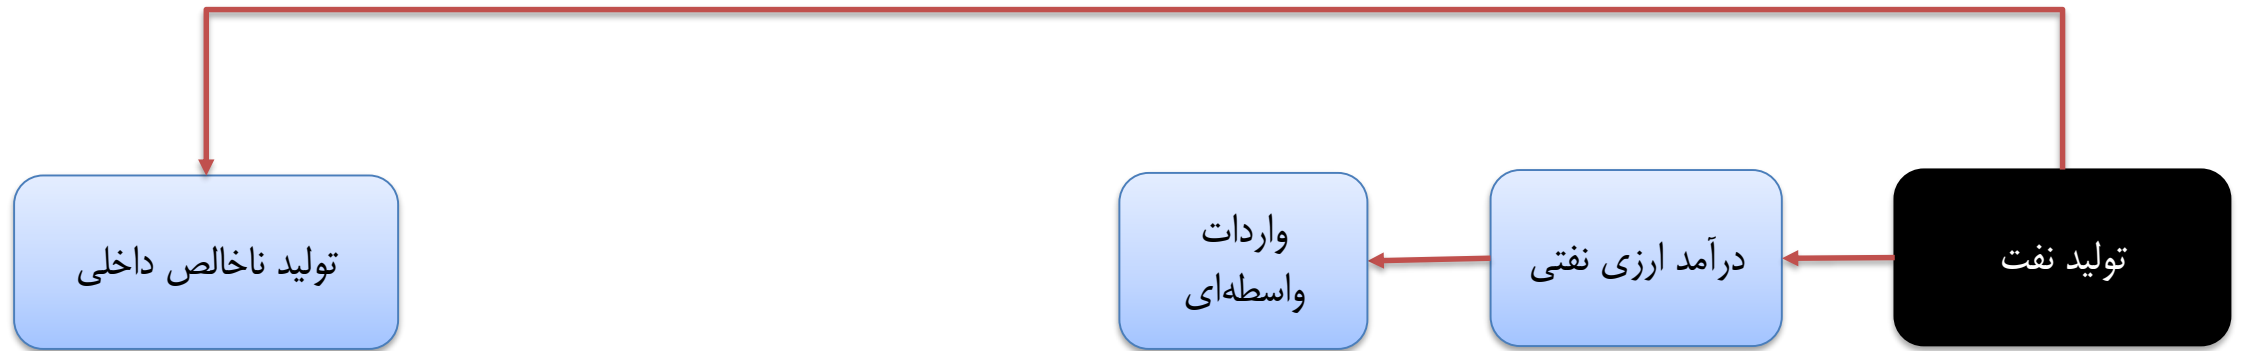 تولید نفت
درآمد ارزی نفتی
واردات
واسطه‌ای
تولید ناخالص داخلی